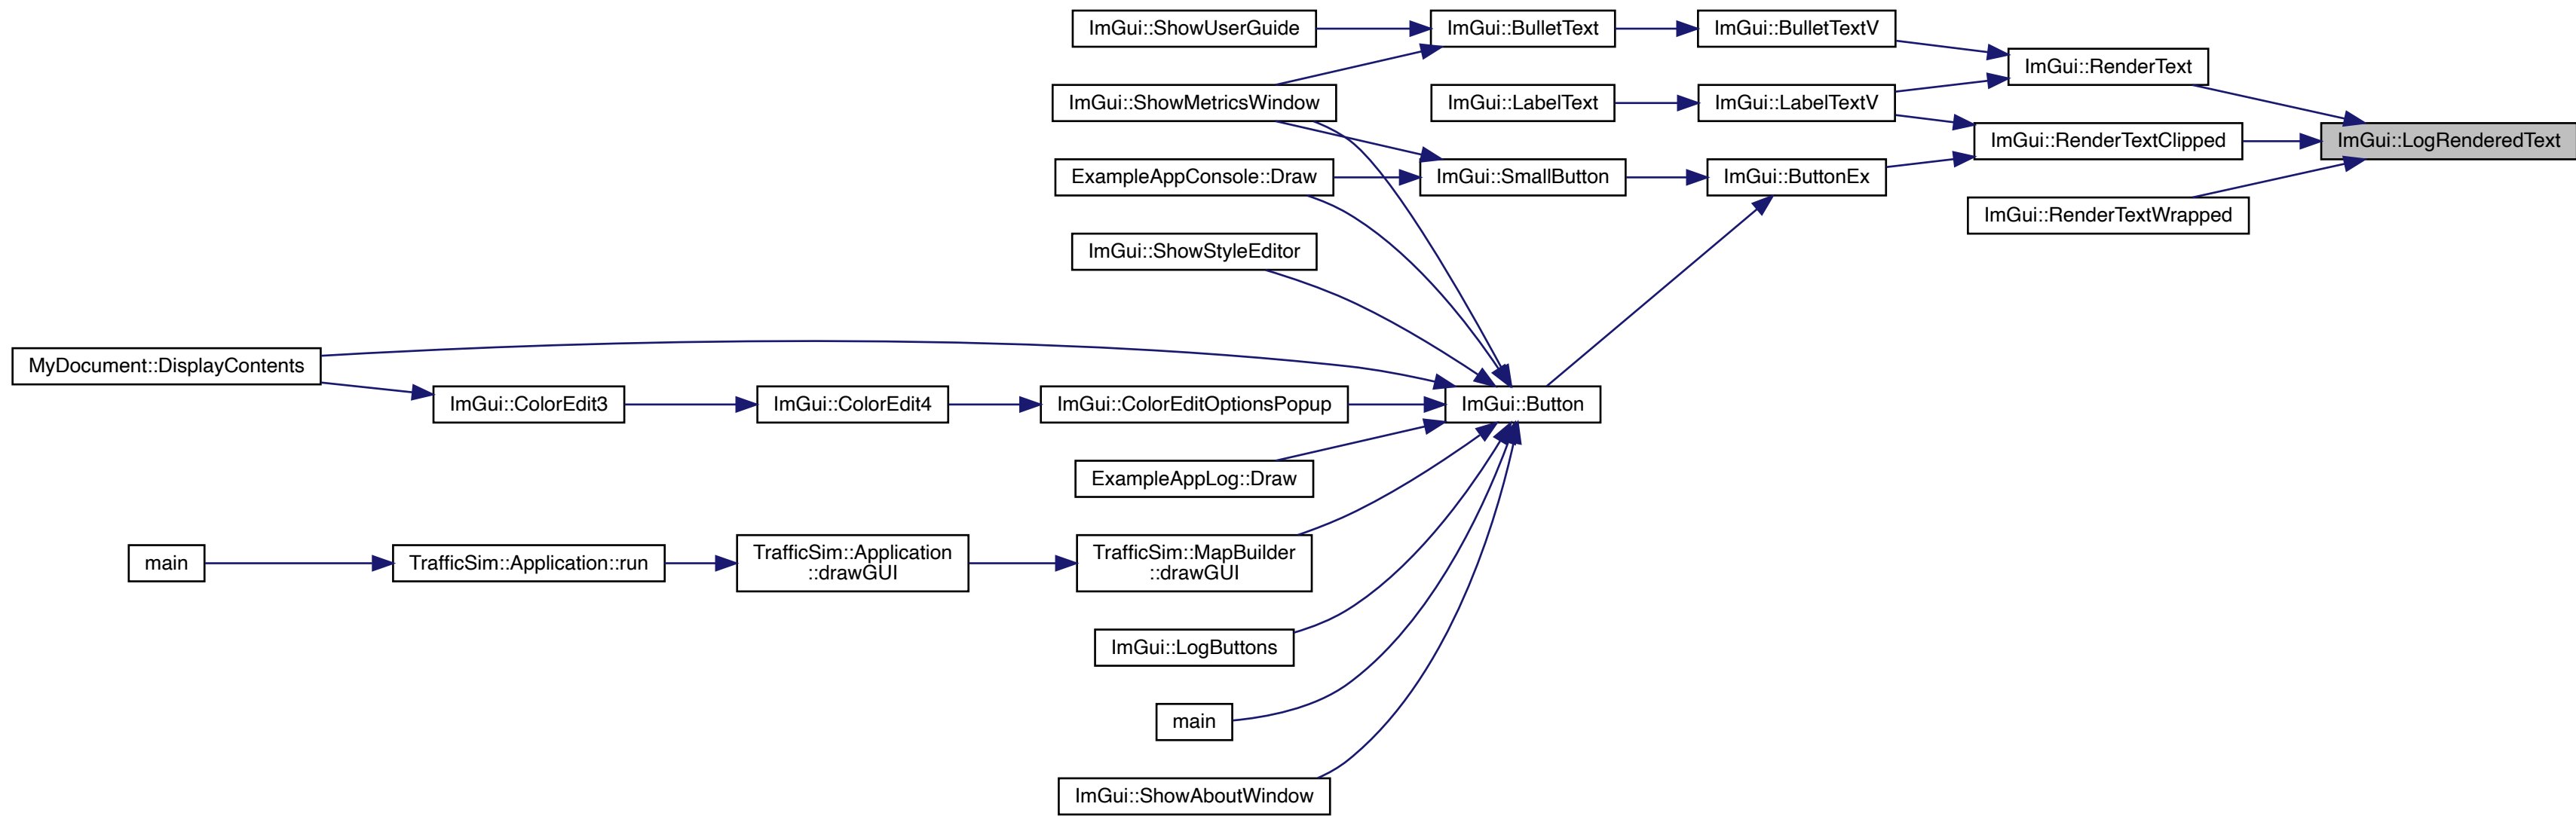 ImGui::ShowUserGuide
ImGui::BulletText
ImGui::BulletTextV
ImGui::RenderText
ImGui::ShowMetricsWindow
ImGui::LabelText
ImGui::LabelTextV
ImGui::RenderTextClipped
ImGui::LogRenderedText
ExampleAppConsole::Draw
ImGui::SmallButton
ImGui::ButtonEx
ImGui::RenderTextWrapped
ImGui::ShowStyleEditor
MyDocument::DisplayContents
ImGui::ColorEdit3
ImGui::ColorEdit4
ImGui::ColorEditOptionsPopup
ImGui::Button
ExampleAppLog::Draw
main
TrafficSim::Application::run
TrafficSim::Application
::drawGUI
TrafficSim::MapBuilder
::drawGUI
ImGui::LogButtons
main
ImGui::ShowAboutWindow